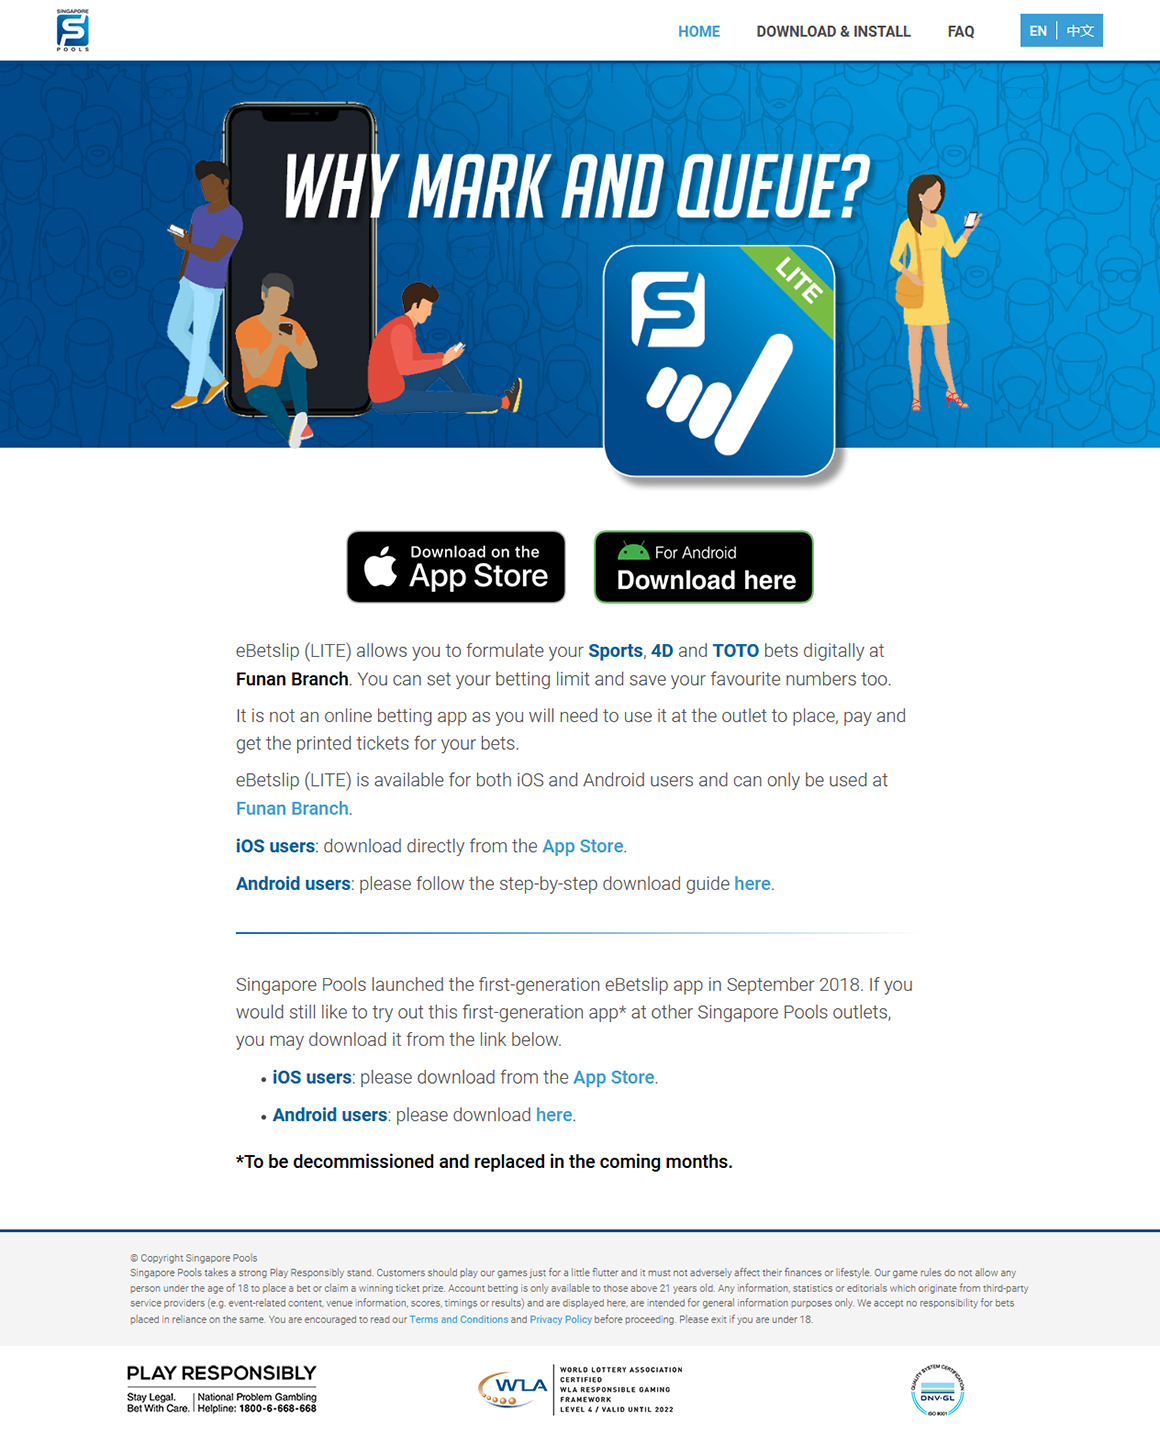 SINGAPORE
POOLS
HOME DOWNLOAD & INSTALL FAQ EN 中文
WHY MARK AND QUEUE?
LITE
Download on the
App Store
For Android
Download here
eBetslip (LITE) allows you to formulate your Sports, 4D and TOTO bets digitally at
Funan Branch. You can set your betting limit and save your favourite numbers too.
It is not an online betting app as you will need to use it at the outlet to place, pay and
get the printed tickets for your bets.
eBetslip (LITE) is available for both iOS and Android users and can only be used at
Funan Branch.
iOS users: download directly from the App Store.
Android users: please follow the step-by-step download guide here.
Singapore Pools launched the first-generation eBetslip app in September 2018. If you
would still like to try out this first-generation app* at other Singapore Pools outlets,
you may download it from the link below.
• iOS users: please download from the App Store.
• Android users: please download here.
*To be decommissioned and replaced in the coming months.
© Copyright Singapore Pools
Singapore Pools takes a strong Play Responsibly stand. Customers should play our games just for a little flutter and it must not adversely affect their finances or lifestyle. Our game rules do not allow any
person under the age of 18 to place a bet or claim a winning ticket prize. Account betting is only available to those above 21 years old. Any information, statistics or editorials which originate from third-party
service providers (e.g. event-related content, venue information, scores, timings or results) and are displayed here, are intended for general information purposes only. We accept no responsibility for bets
placed in reliance on the same. You are encouraged to read our Terms and Conditions and Privacy Policy before proceeding. Please exit if you are under 18.
PLAY RESPONSIBLY
Stay Legal.
Bet With Care.
National Problem Gambling
Helpline: 1800-6-668-668
WLA
WORLD LOTTERY ASSOCIATION
CERTIFIED
WLA RESPONSIBLE GAMING
FRAMEWORK
LEVEL 4 / VALID UNTIL 2022
QUALITY SYSTEM CERTIFICATION
DNV·GL
ISO 9001